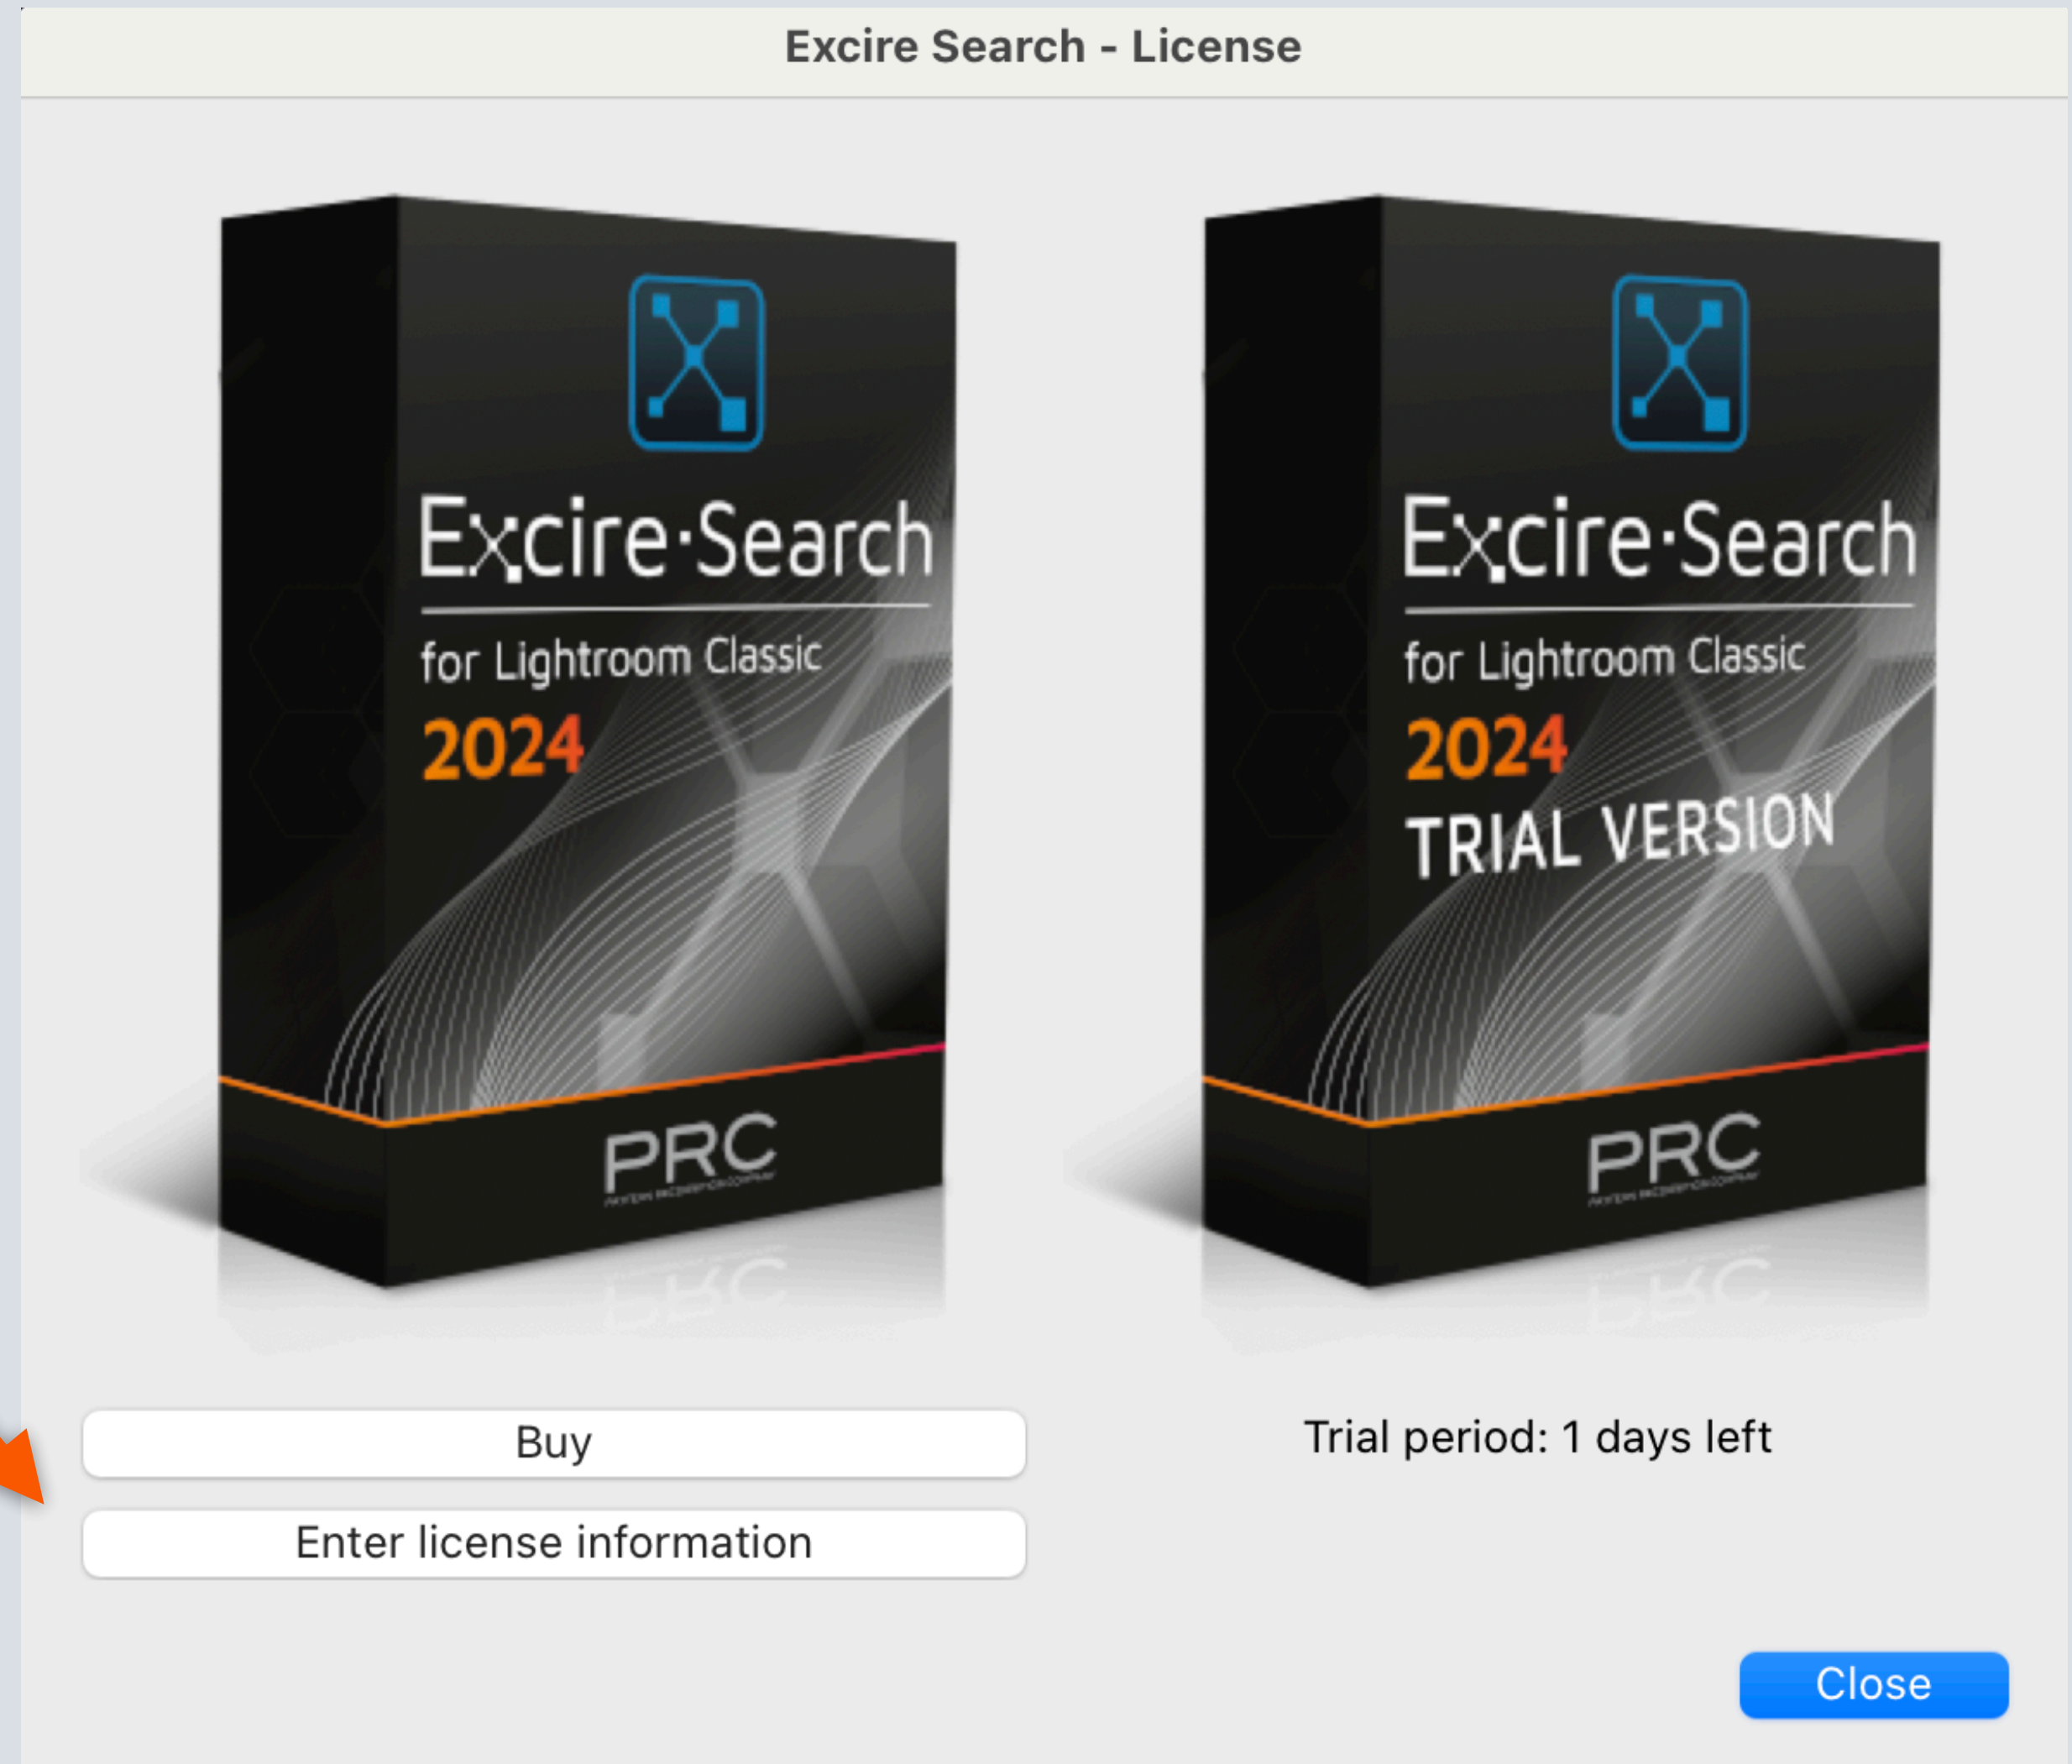 Excire Search - License
Excire·Search
for Lightroom Classic
2024
PRC
Excire·Search
for Lightroom Classic
2024
TRIAL VERSION
PRC
Buy
Enter license information
Trial period: 1 days left
Close